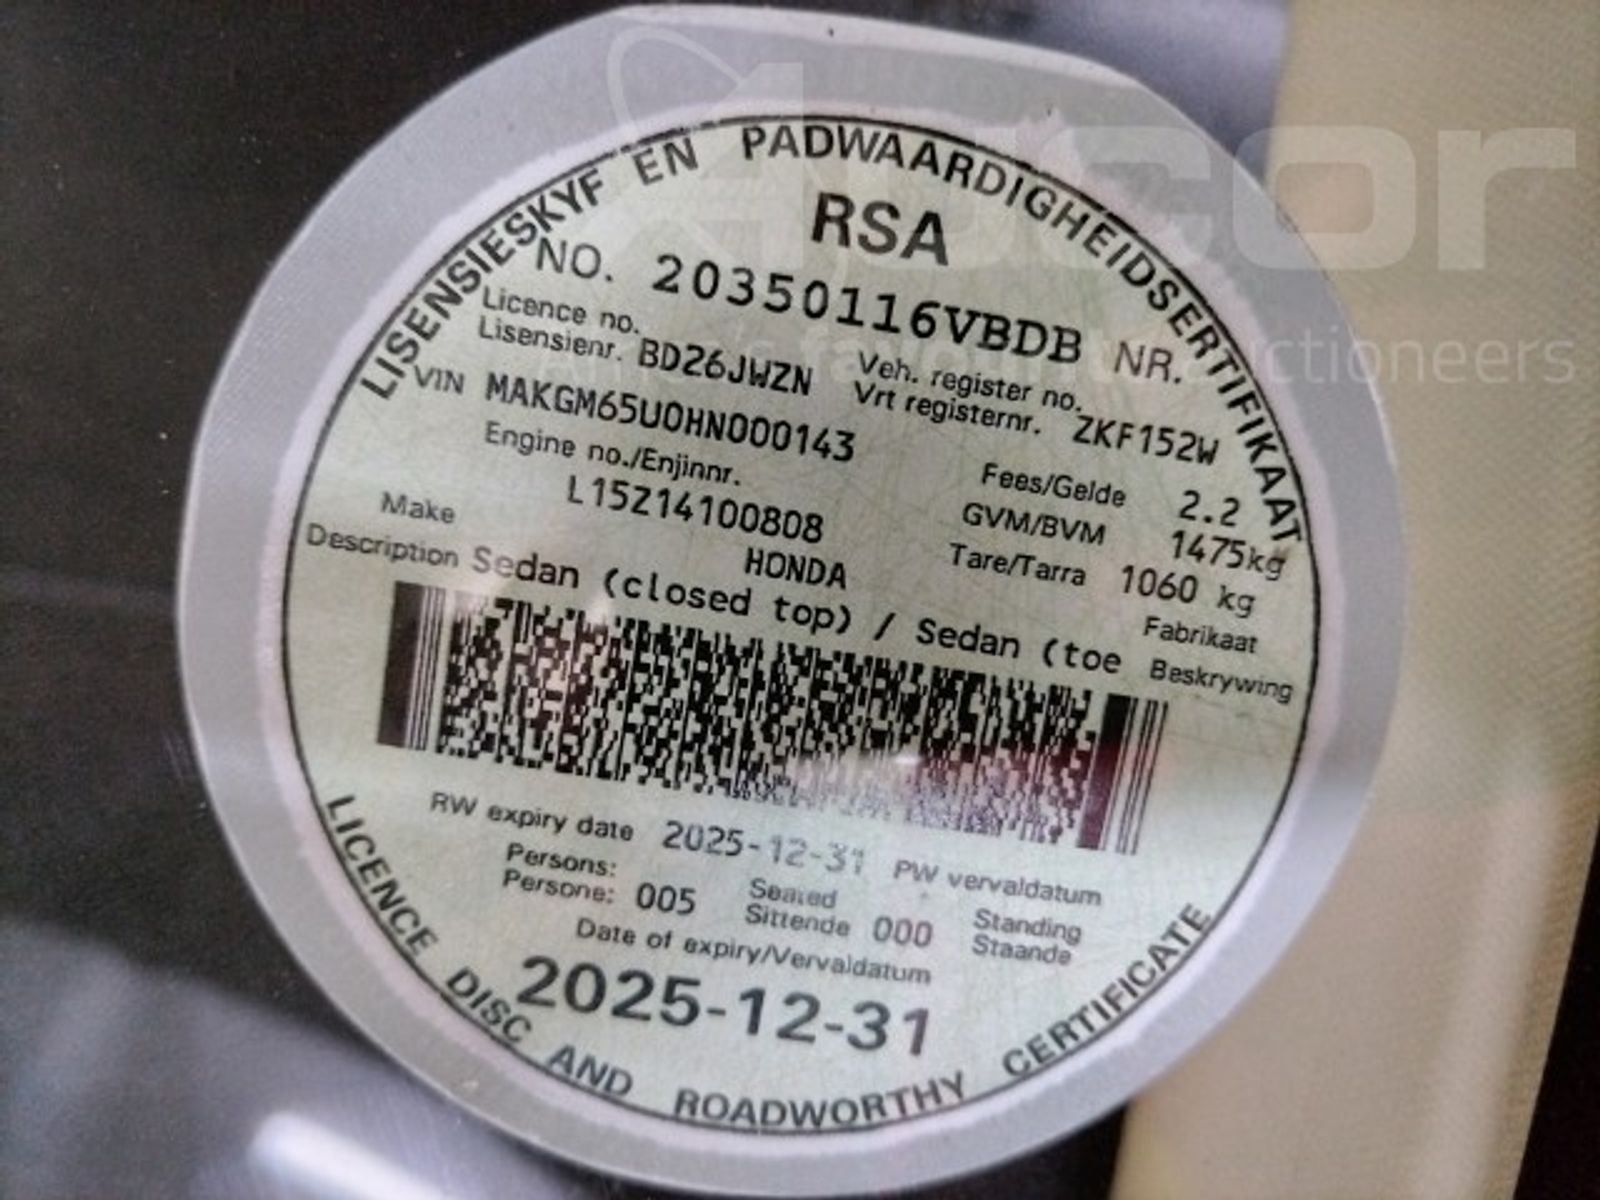 LISENSIESKYF EN PADWAARDIGHEIDSERTIFIKAAT
RSA
NO. 20350116VBDB NR.
Licence no.
Lisensienr. BD26JWZN
Veh. register no.
Vrt registernr. ZKF152W
VIN MAKGM65U0HN000143
Engine no./Enjinnr.
L15Z14100808
Fees/Gelde 2.2
GVM/BVM 1475kg
Tare/Tarra 1060 kg
Make HONDA Fabrikaat
Description Sedan (closed top) / Sedan (toe Beskrywing
RW expiry date 2025-12-31 PW vervaldatum
Persons:
Persone: 005
Seated
Sittende 000
Standing
Staande
Date of expiry/Vervaldatum
2025-12-31
LICENCE DISC AND ROADWORTHY CERTIFICATE
Aucor
auctioneers